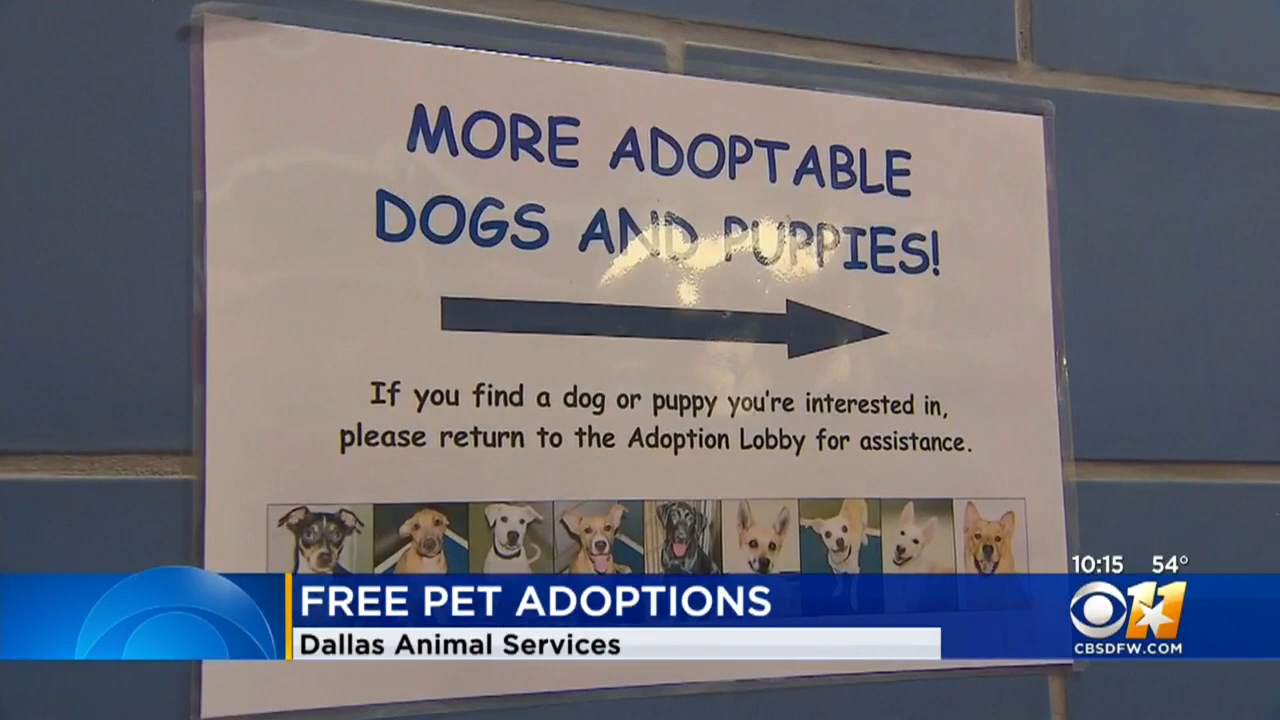 MORE ADOPTABLE
DOGS AND PUPPIES!
If you find a dog or puppy you're interested in,
please return to the Adoption Lobby for assistance.
10:15 54°
FREE PET ADOPTIONS
Dallas Animal Services
11
CBSDFW.COM